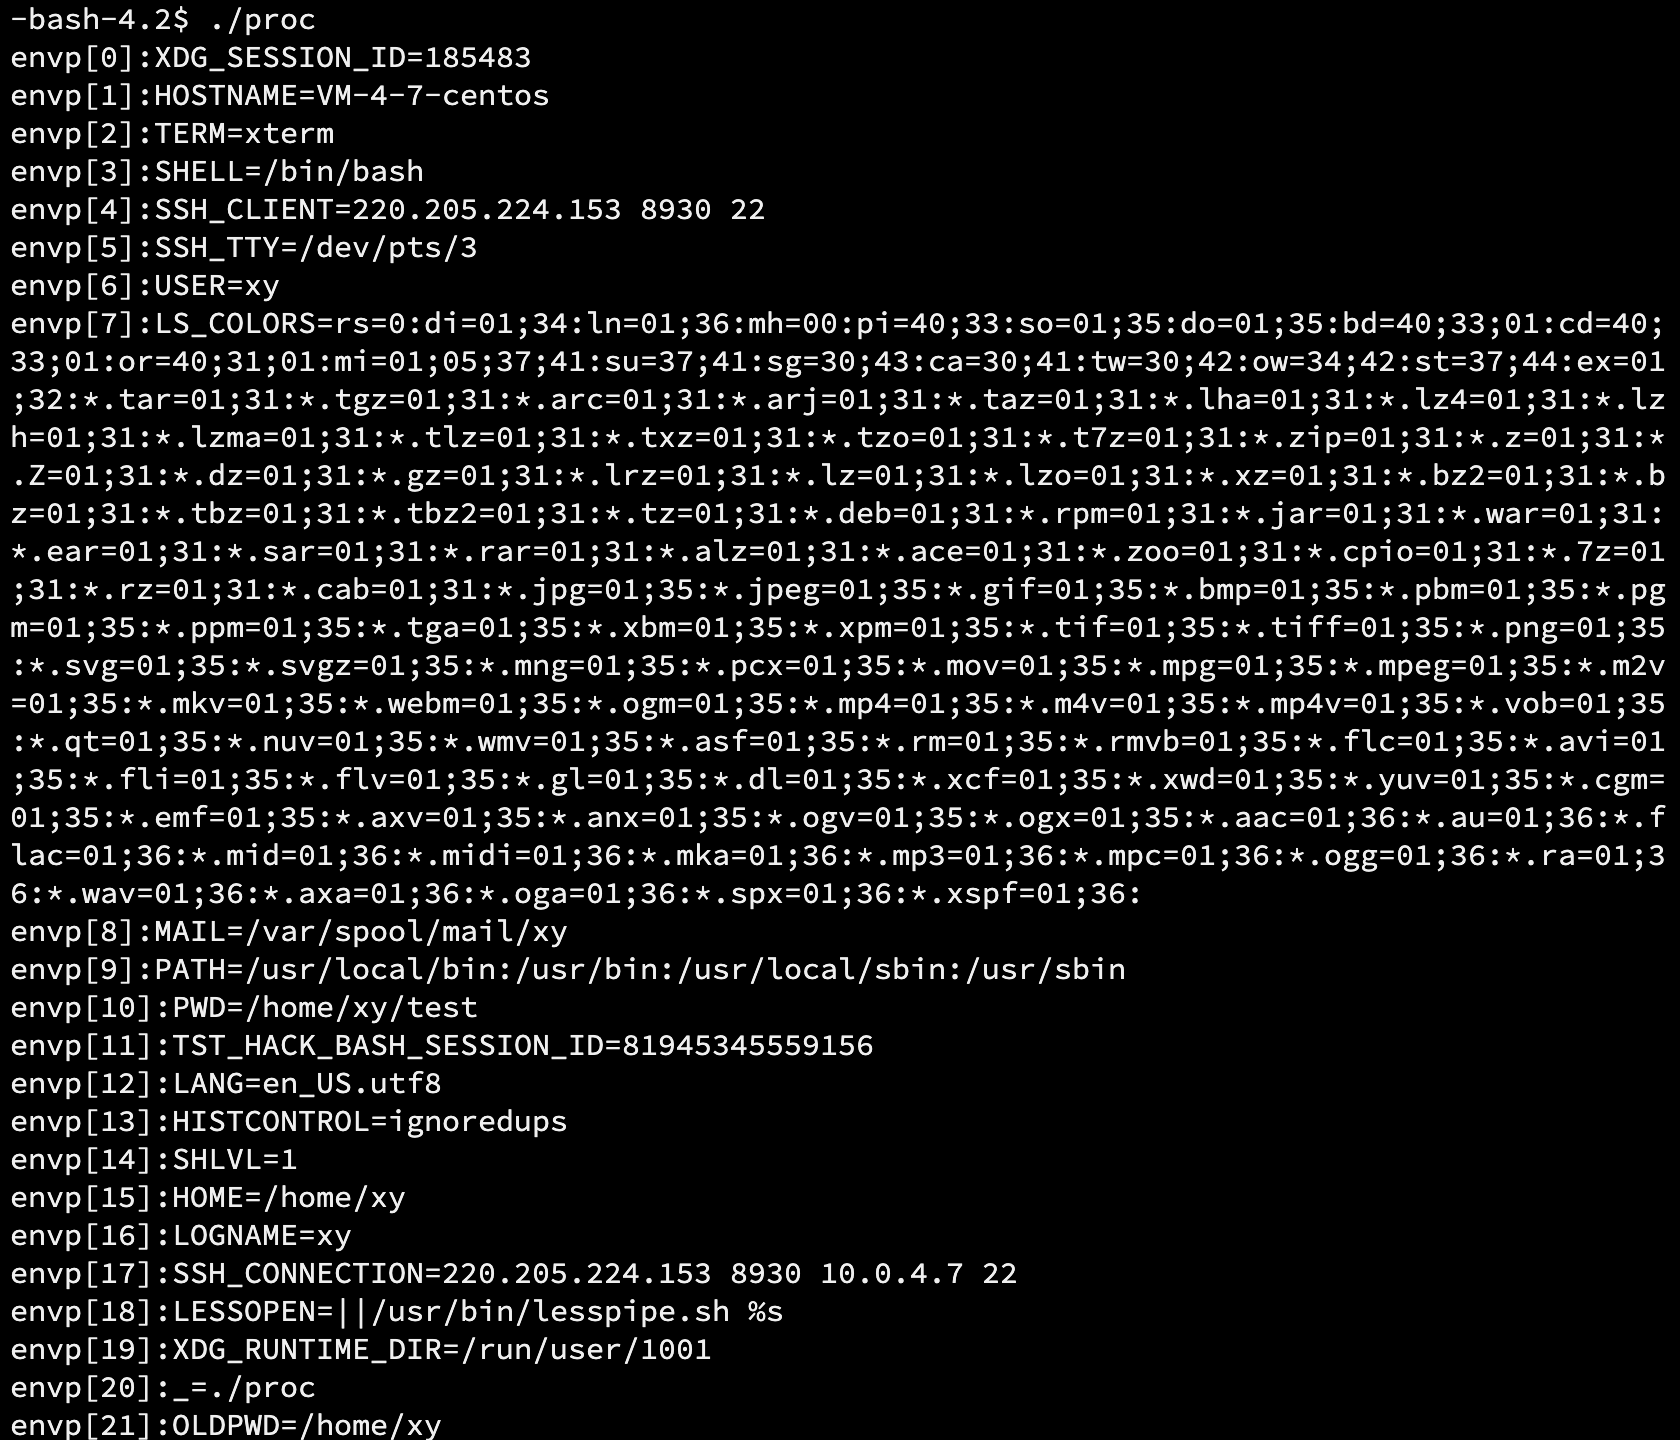 -bash-4.2$ ./proc
envp[0]:XDG_SESSION_ID=185483
envp[1]:HOSTNAME=VM-4-7-centos
envp[2]:TERM=xterm
envp[3]:SHELL=/bin/bash
envp[4]:SSH_CLIENT=220.205.224.153 8930 22
envp[5]:SSH_TTY=/dev/pts/3
envp[6]:USER=xy
envp[7]:LS_COLORS=rs=0:di=01;34:ln=01;36:mh=00:pi=40;33:so=01;35:do=01;35:bd=40;33;01:cd=40;
33;01:or=40;31;01:mi=01;05;37;41:su=37;41:sg=30;43:ca=30;41:tw=30;42:ow=34;42:st=37;44:ex=01
;32:*.tar=01;31:*.tgz=01;31:*.arc=01;31:*.arj=01;31:*.taz=01;31:*.lha=01;31:*.lz4=01;31:*.lz
h=01;31:*.lzma=01;31:*.tlz=01;31:*.txz=01;31:*.tzo=01;31:*.t7z=01;31:*.zip=01;31:*.z=01;31:*
.Z=01;31:*.dz=01;31:*.gz=01;31:*.lrz=01;31:*.lz=01;31:*.lzo=01;31:*.xz=01;31:*.bz2=01;31:*.b
z=01;31:*.tbz=01;31:*.tbz2=01;31:*.tz=01;31:*.deb=01;31:*.rpm=01;31:*.jar=01;31:*.war=01;31:
*.ear=01;31:*.sar=01;31:*.rar=01;31:*.alz=01;31:*.ace=01;31:*.zoo=01;31:*.cpio=01;31:*.7z=01
;31:*.rz=01;31:*.cab=01;31:*.jpg=01;35:*.jpeg=01;35:*.gif=01;35:*.bmp=01;35:*.pbm=01;35:*.pg
m=01;35:*.ppm=01;35:*.tga=01;35:*.xbm=01;35:*.xpm=01;35:*.tif=01;35:*.tiff=01;35:*.png=01;35
:*.svg=01;35:*.svgz=01;35:*.mng=01;35:*.pcx=01;35:*.mov=01;35:*.mpg=01;35:*.mpeg=01;35:*.m2v
=01;35:*.mkv=01;35:*.webm=01;35:*.ogm=01;35:*.mp4=01;35:*.m4v=01;35:*.mp4v=01;35:*.vob=01;35
:*.qt=01;35:*.nuv=01;35:*.wmv=01;35:*.asf=01;35:*.rm=01;35:*.rmvb=01;35:*.flc=01;35:*.avi=01
;35:*.fli=01;35:*.flv=01;35:*.gl=01;35:*.dl=01;35:*.xcf=01;35:*.xwd=01;35:*.yuv=01;35:*.cgm=
01;35:*.emf=01;35:*.axv=01;35:*.anx=01;35:*.ogv=01;35:*.ogx=01;35:*.aac=01;36:*.au=01;36:*.f
lac=01;36:*.mid=01;36:*.midi=01;36:*.mka=01;36:*.mp3=01;36:*.mpc=01;36:*.ogg=01;36:*.ra=01;3
6:*.wav=01;36:*.axa=01;36:*.oga=01;36:*.spx=01;36:*.xspf=01;36:
envp[8]:MAIL=/var/spool/mail/xy
envp[9]:PATH=/usr/local/bin:/usr/bin:/usr/local/sbin:/usr/sbin
envp[10]:PWD=/home/xy/test
envp[11]:TST_HACK_BASH_SESSION_ID=81945345559156
envp[12]:LANG=en_US.utf8
envp[13]:HISTCONTROL=ignoredups
envp[14]:SHLVL=1
envp[15]:HOME=/home/xy
envp[16]:LOGNAME=xy
envp[17]:SSH_CONNECTION=220.205.224.153 8930 10.0.4.7 22
envp[18]:LESSOPEN=||/usr/bin/lesspipe.sh %s
envp[19]:XDG_RUNTIME_DIR=/run/user/1001
envp[20]:_=./proc
envp[21]:OLDPWD=/home/xy